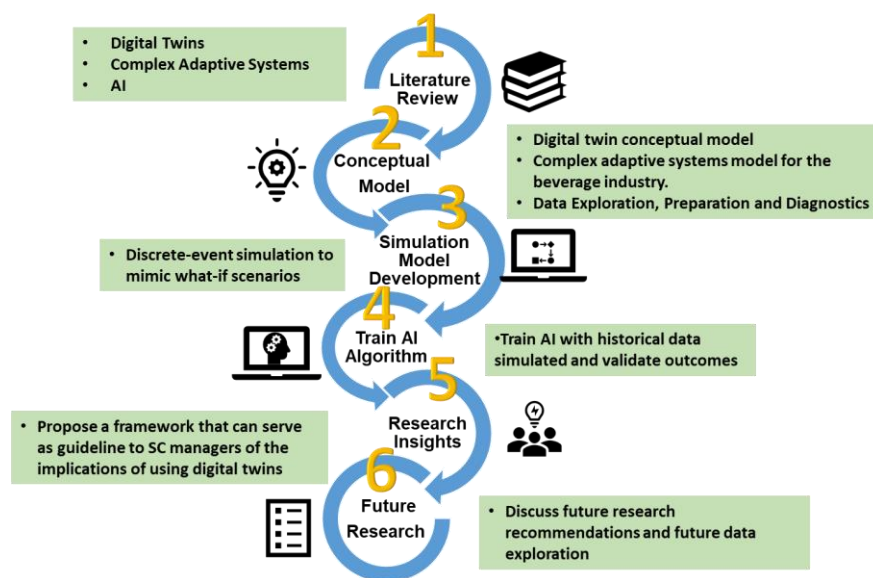 1
Literature
Review
• Digital Twins
• Complex Adaptive Systems
• AI
2
Conceptual
Model
• Digital twin conceptual model
• Complex adaptive systems model for the
beverage industry.
• Data Exploration, Preparation and Diagnostics
3
Simulation
Model
Development
• Discrete-event simulation to
mimic what-if scenarios
4
Train AI
Algorithm
•Train AI with historical data
simulated and validate outcomes
5
Research
Insights
• Propose a framework that can serve
as guideline to SC managers of the
implications of using digital twins
6
Future
Research
• Discuss future research
recommendations and future data
exploration